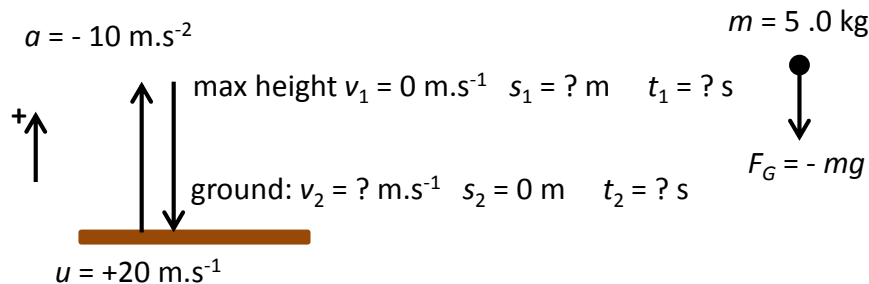 a = - 10 m.s⁻²
m = 5 .0 kg
max height v₁ = 0 m.s⁻¹ s₁ = ? m t₁ = ? s
+
F_G = - mg
ground: v₂ = ? m.s⁻¹ s₂ = 0 m t₂ = ? s
u = +20 m.s⁻¹